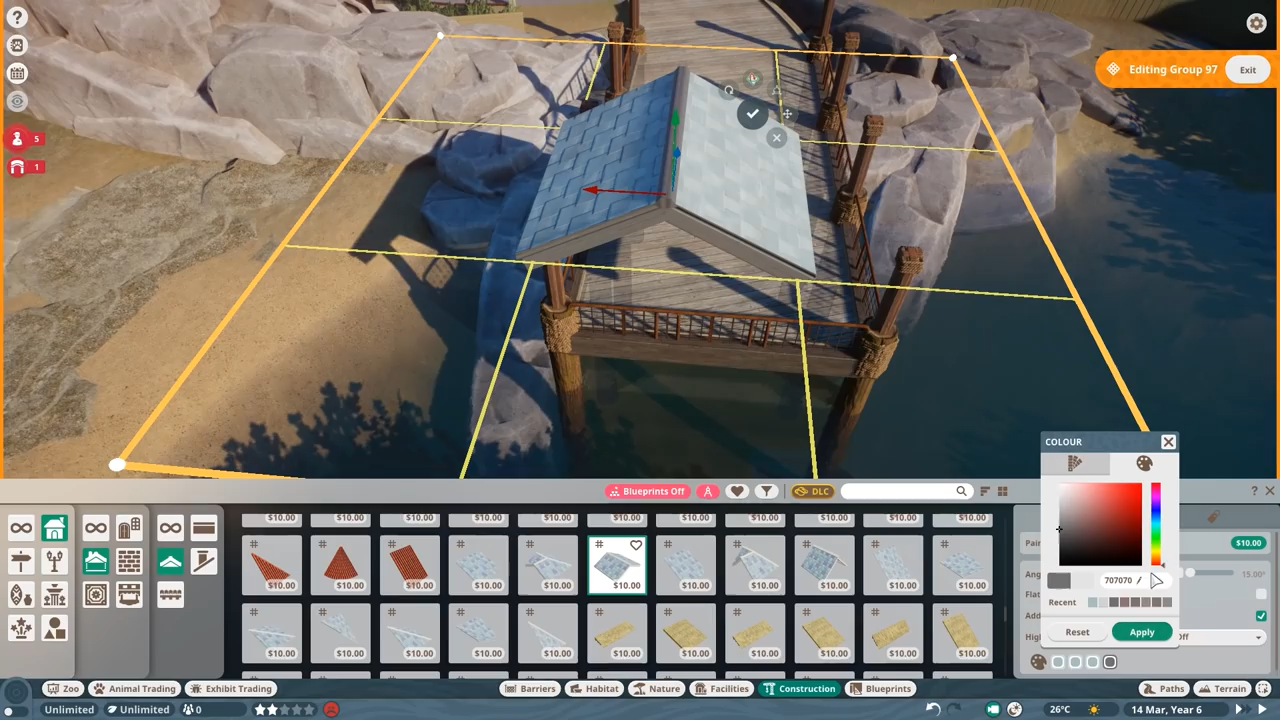 ?
Editing Group 97
Exit
5
1
COLOUR
Blueprints Off
DLC
?
$10.00 $10.00 $10.00 $10.00 $10.00 $10.00 $10.00 $10.00 $10.00 $10.00 $10.00
$10.00 $10.00 $10.00 $10.00 $10.00 $10.00 $10.00 $10.00 $10.00 $10.00 $10.00
$10.00 $10.00 $10.00 $10.00 $10.00 $10.00 $10.00 $10.00 $10.00 $10.00 $10.00
$10.00
15.00°
707070
Recent
Reset
Apply
Off
Zoo
Animal Trading
Exhibit Trading
Barriers
Habitat
Nature
Facilities
Construction
Blueprints
Paths
Terrain
Unlimited
Unlimited
0
26°C
14 Mar, Year 6